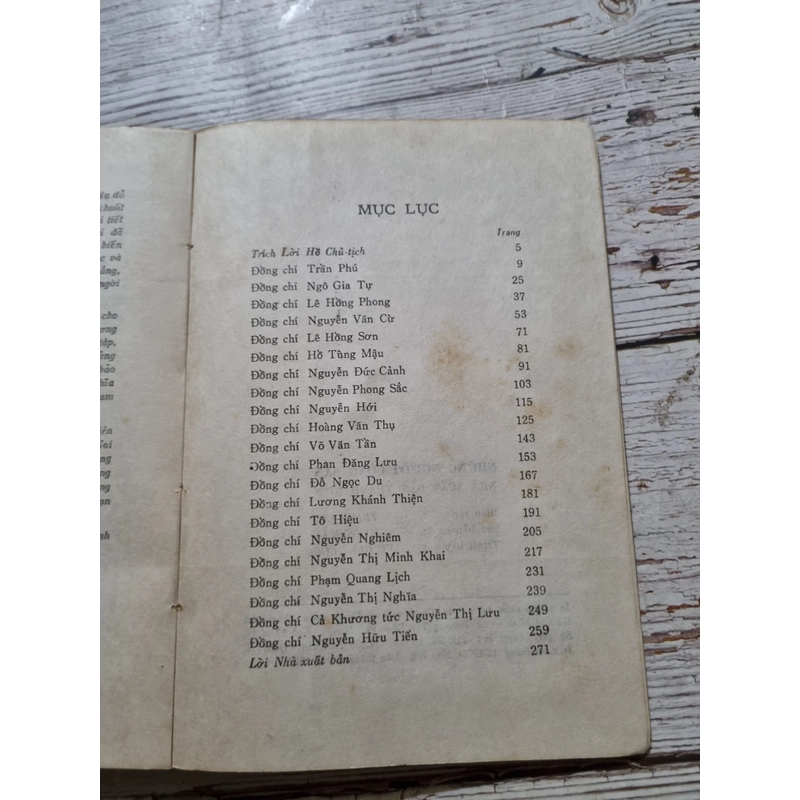 MỤC LỤC
Trang
Trích Lời Hồ Chủ-tịch 5
Đồng chí Trần Phú 9
Đồng chí Ngô Gia Tự 25
Đồng chí Lê Hồng Phong 37
Đồng chí Nguyễn Văn Cừ 53
Đồng chí Lê Hồng Sơn 71
Đồng chí Hồ Tùng Mậu 81
Đồng chí Nguyễn Đức Cảnh 91
Đồng chí Nguyễn Phong Sắc 103
Đồng chí Nguyễn Hới 115
Đồng chí Hoàng Văn Thụ 125
Đồng chí Võ Văn Tần 143
Đồng chí Phan Đăng Lưu 153
Đồng chí Đỗ Ngọc Du 167
Đồng chí Lương Khánh Thiện 181
Đồng chí Tô Hiệu 191
Đồng chí Nguyễn Nghiêm 205
Đồng chí Nguyễn Thị Minh Khai 217
Đồng chí Phạm Quang Lịch 231
Đồng chí Nguyễn Thị Nghĩa 239
Đồng chí Cả Khương tức Nguyễn Thị Lưu 249
Đồng chí Nguyễn Hữu Tiến 259
Lời Nhà xuất bản 271